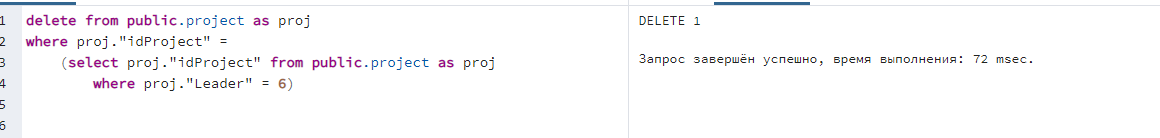 1 delete from public.project as proj
2 where proj."idProject" =
3 (select proj."idProject" from public.project as proj
4 where proj."Leader" = 6)
5
6
DELETE 1
Запрос завершён успешно, время выполнения: 72 msec.